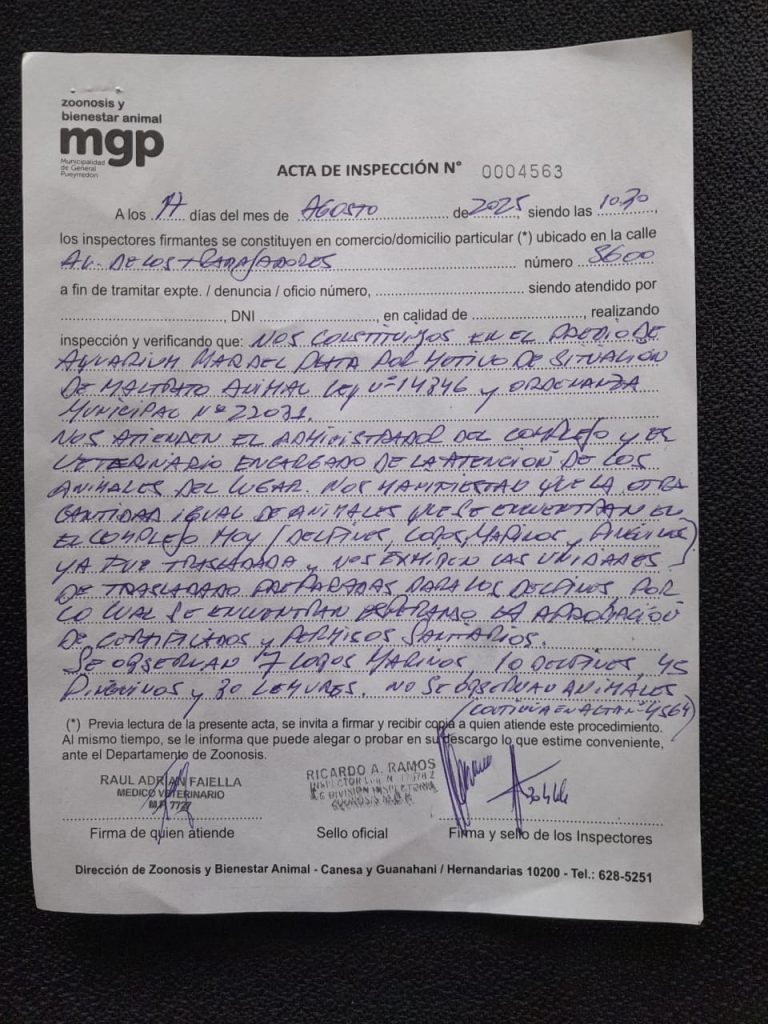 zoonosis y
bienestar animal
mgp
Municipalidad
de General
Pueyrredon
ACTA DE INSPECCIÓN N° 0004563
A los 17 días del mes de AGOSTO de 2025, siendo las 10:30,
los inspectores firmantes se constituyen en comercio/domicilio particular (*) ubicado en la calle
AV. DE LOS TRABAJADORES número 5600
a fin de tramitar expte. / denuncia / oficio número, siendo atendido por
, DNI , en calidad de , realizando
inspección y verificando que: NOS CONSTITUIMOS EN EL PREDIO DE
AQUARIUM MAR DEL PLATA POR MOTIVO DE SITUACIÓN
DE MALTRATO ANIMAL Ley nº 14346 y ORDENANZA
MUNICIPAL Nº 22031.
NOS ATIENDEN EL ADMINISTRADOR DEL COMPLEJO y EL
VETERINARIO ENCARGADO DE LA ATENCIÓN DE LOS
ANIMALES DEL LUGAR. NOS MANIFIESTAN QUE LA OTRA
CANTIDAD IGUAL DE ANIMALES QUE SE ENCUENTRAN EN
EL COMPLEJO HOY (DELFINES, LOBOS MARINOS y PINGÜINOS)
YA FUE TRASLADADA y NOS EXHIBEN LAS UNIDADES
DE TRASLADO PREPARADAS PARA LOS DELFINES, POR
LO CUAL SE ENCUENTRAN ESPERANDO LA APROBACIÓN
DE CERTIFICADOS y PERMISOS SANITARIOS.
SE OBSERVAN 7 LOBOS MARINOS, 10 DELFINES, 45
PINGÜINOS y 30 LEMURES. NO SE OBSERVAN ANIMALES
(CONTINUA EN ACTA Nº 4564)
(*) Previa lectura de la presente acta, se invita a firmar y recibir copia a quien atiende este procedimiento.
Al mismo tiempo, se le informa que puede alegar o probar en su descargo lo que estime conveniente,
ante el Departamento de Zoonosis.
RAUL ADRIAN FAIELLA
MEDICO VETERINARIO
M.P. 7727
RICARDO A. RAMOS
Firma de quien atiende Sello oficial Firma y sello de los Inspectores
Dirección de Zoonosis y Bienestar Animal - Canesa y Guanahani / Hernandarias 10200 - Tel.: 628-5251